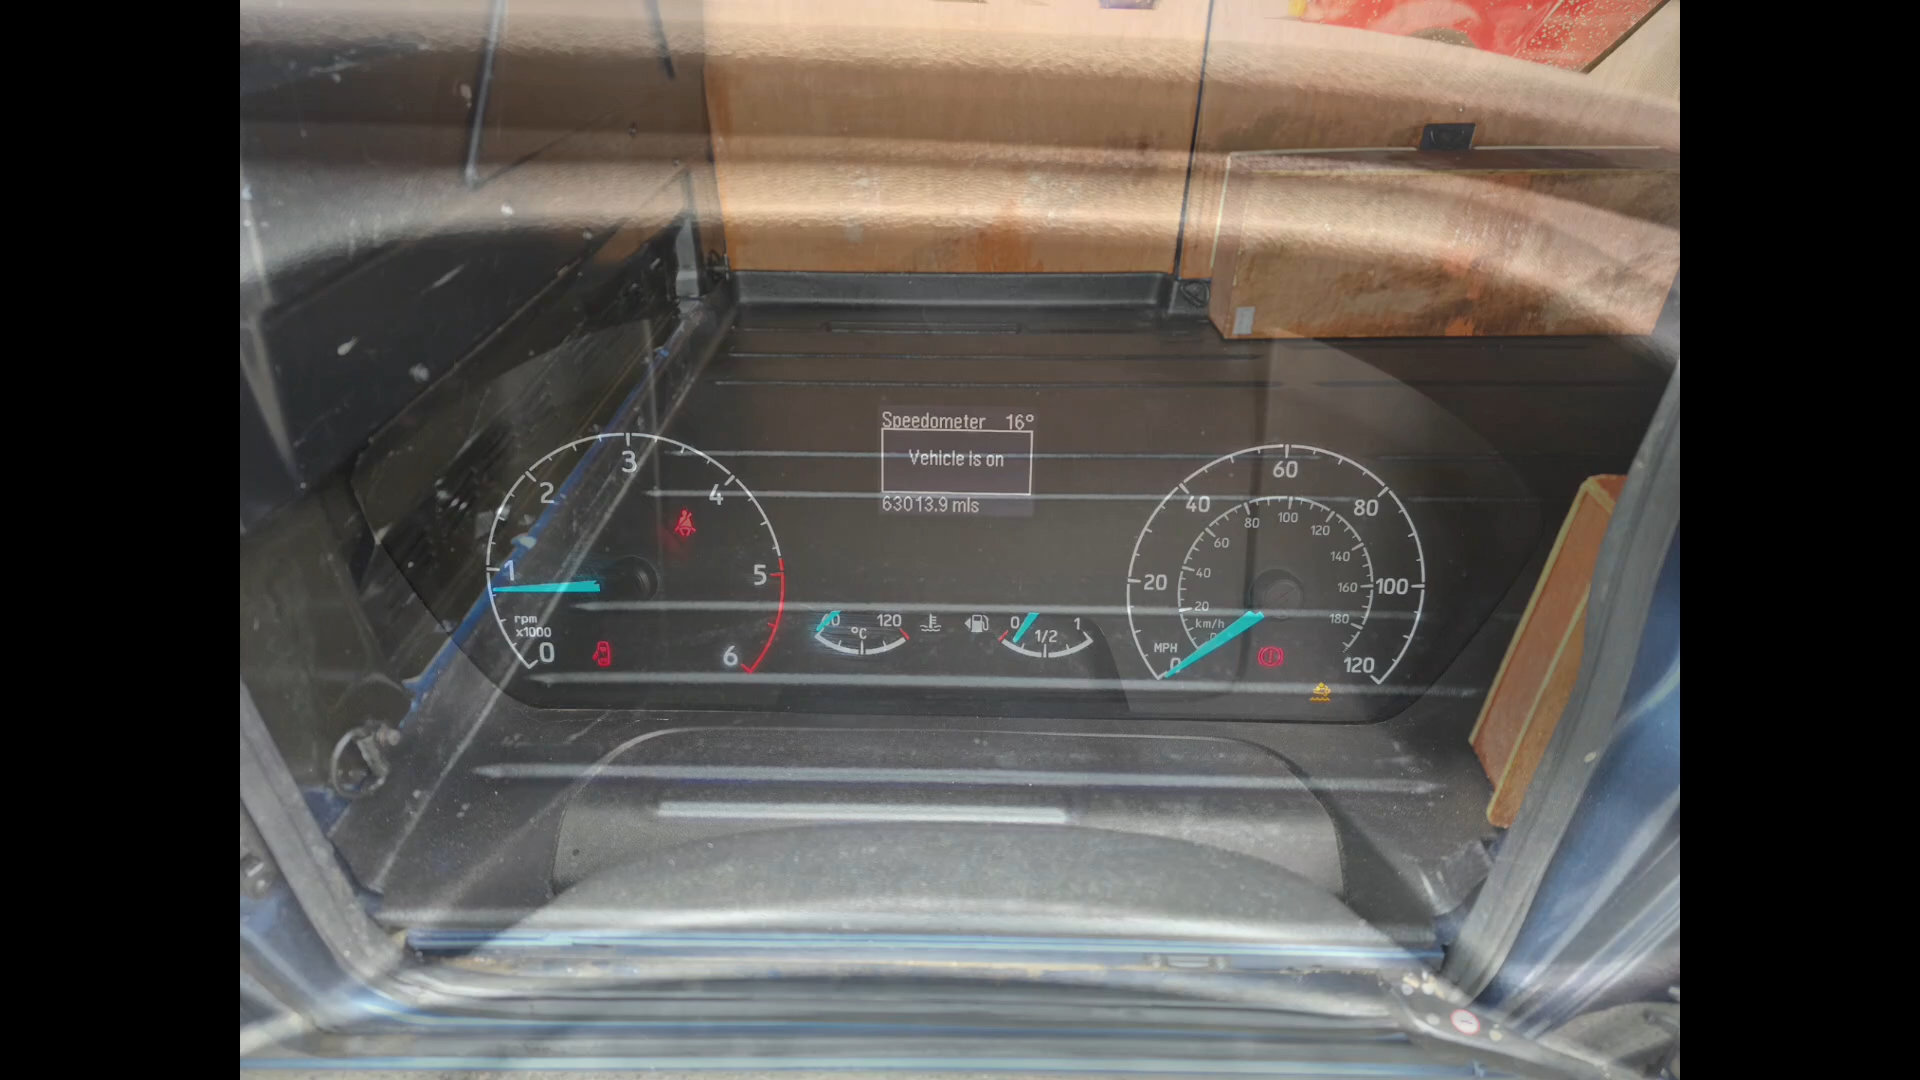 Speedometer 16°
Vehicle is on
63013.9 mls
0 1 2 3 4 5 6
rpm
x1000
60 120
°C
0 1/2 1
0 20 40 60 80 100 120
MPH
0 20 40 60 80 100 120 140 160 180
km/h